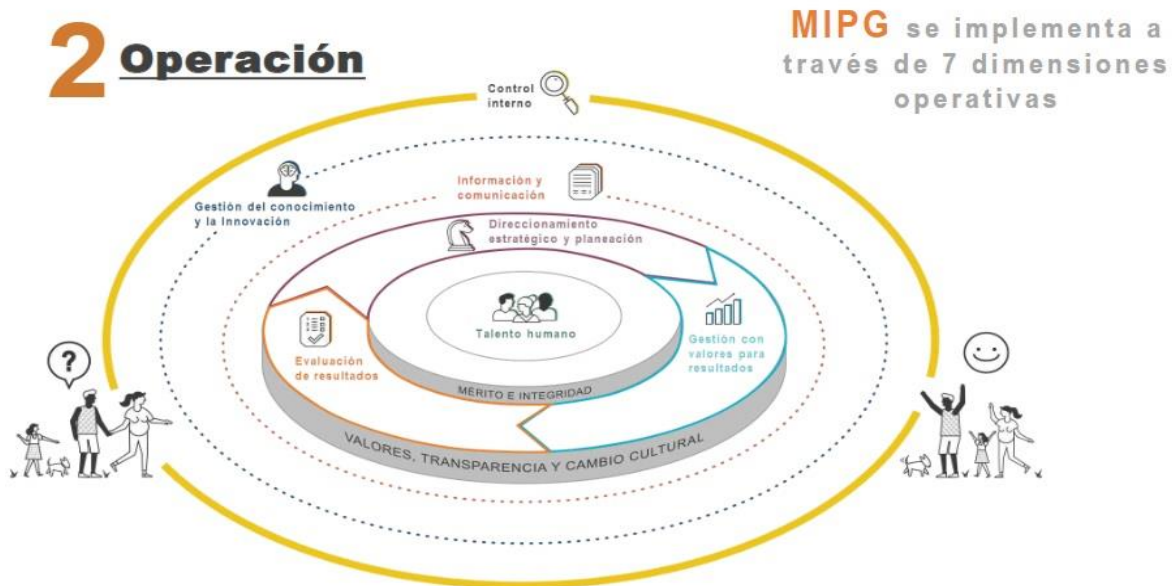 2 Operación
MIPG se implementa a
través de 7 dimensiones
operativas
Control
interno
Gestión del conocimiento
y la Innovación
Información y
comunicación
Direccionamiento
estratégico y planeación
Talento humano
Evaluación
de resultados
Gestión con
valores para
resultados
MERITO E INTEGRIDAD
VALORES, TRANSPARENCIA Y CAMBIO CULTURAL
?